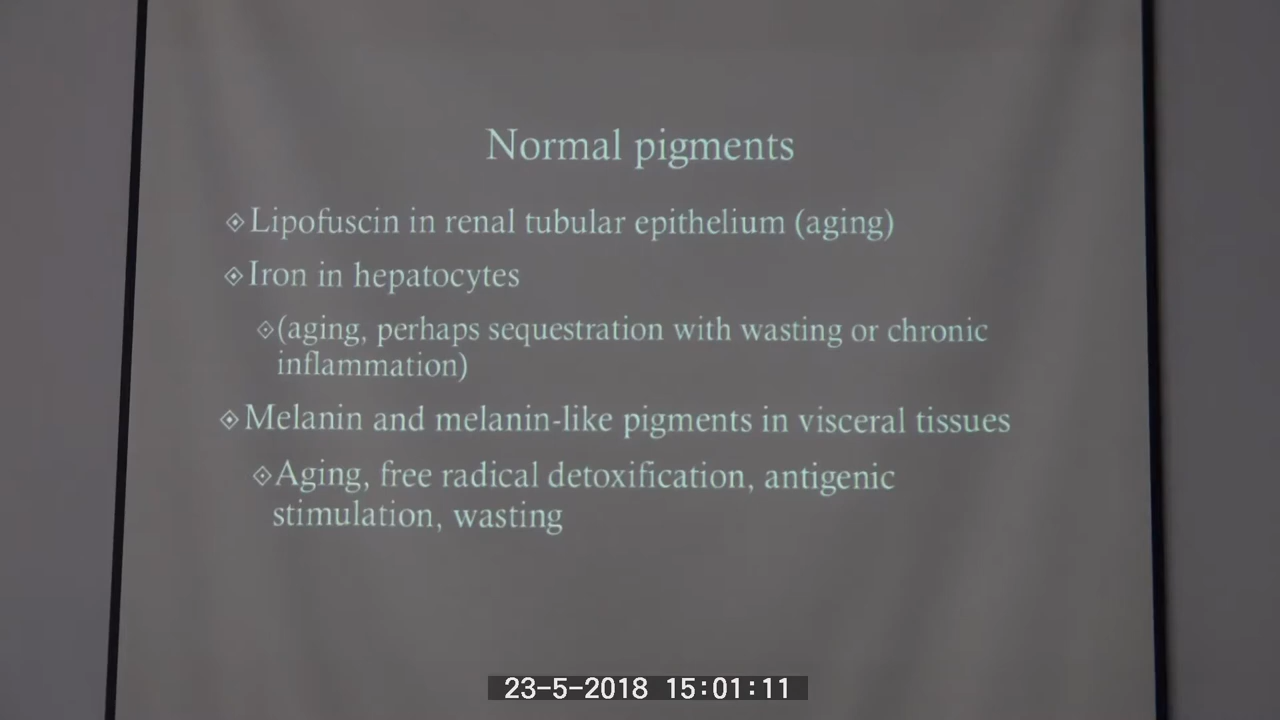 Normal pigments
Lipofuscin in renal tubular epithelium (aging)
Iron in hepatocytes
(aging, perhaps sequestration with wasting or chronic
inflammation)
Melanin and melanin-like pigments in visceral tissues
Aging, free radical detoxification, antigenic
stimulation, wasting
23-5-2018 15:01:11